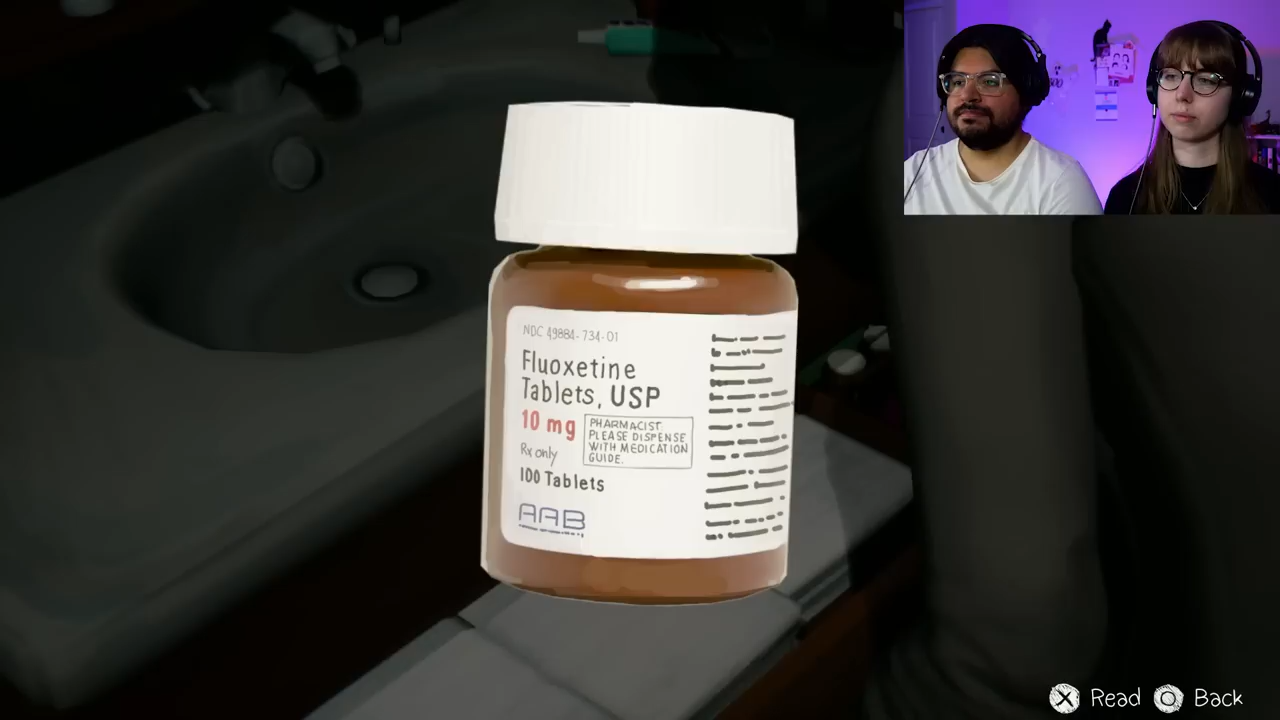 NDC 49884-734-01
Fluoxetine
Tablets, USP
10 mg
PHARMACIST:
PLEASE DISPENSE
WITH MEDICATION
GUIDE.
Rx only
100 Tablets
AAB
Read
Back